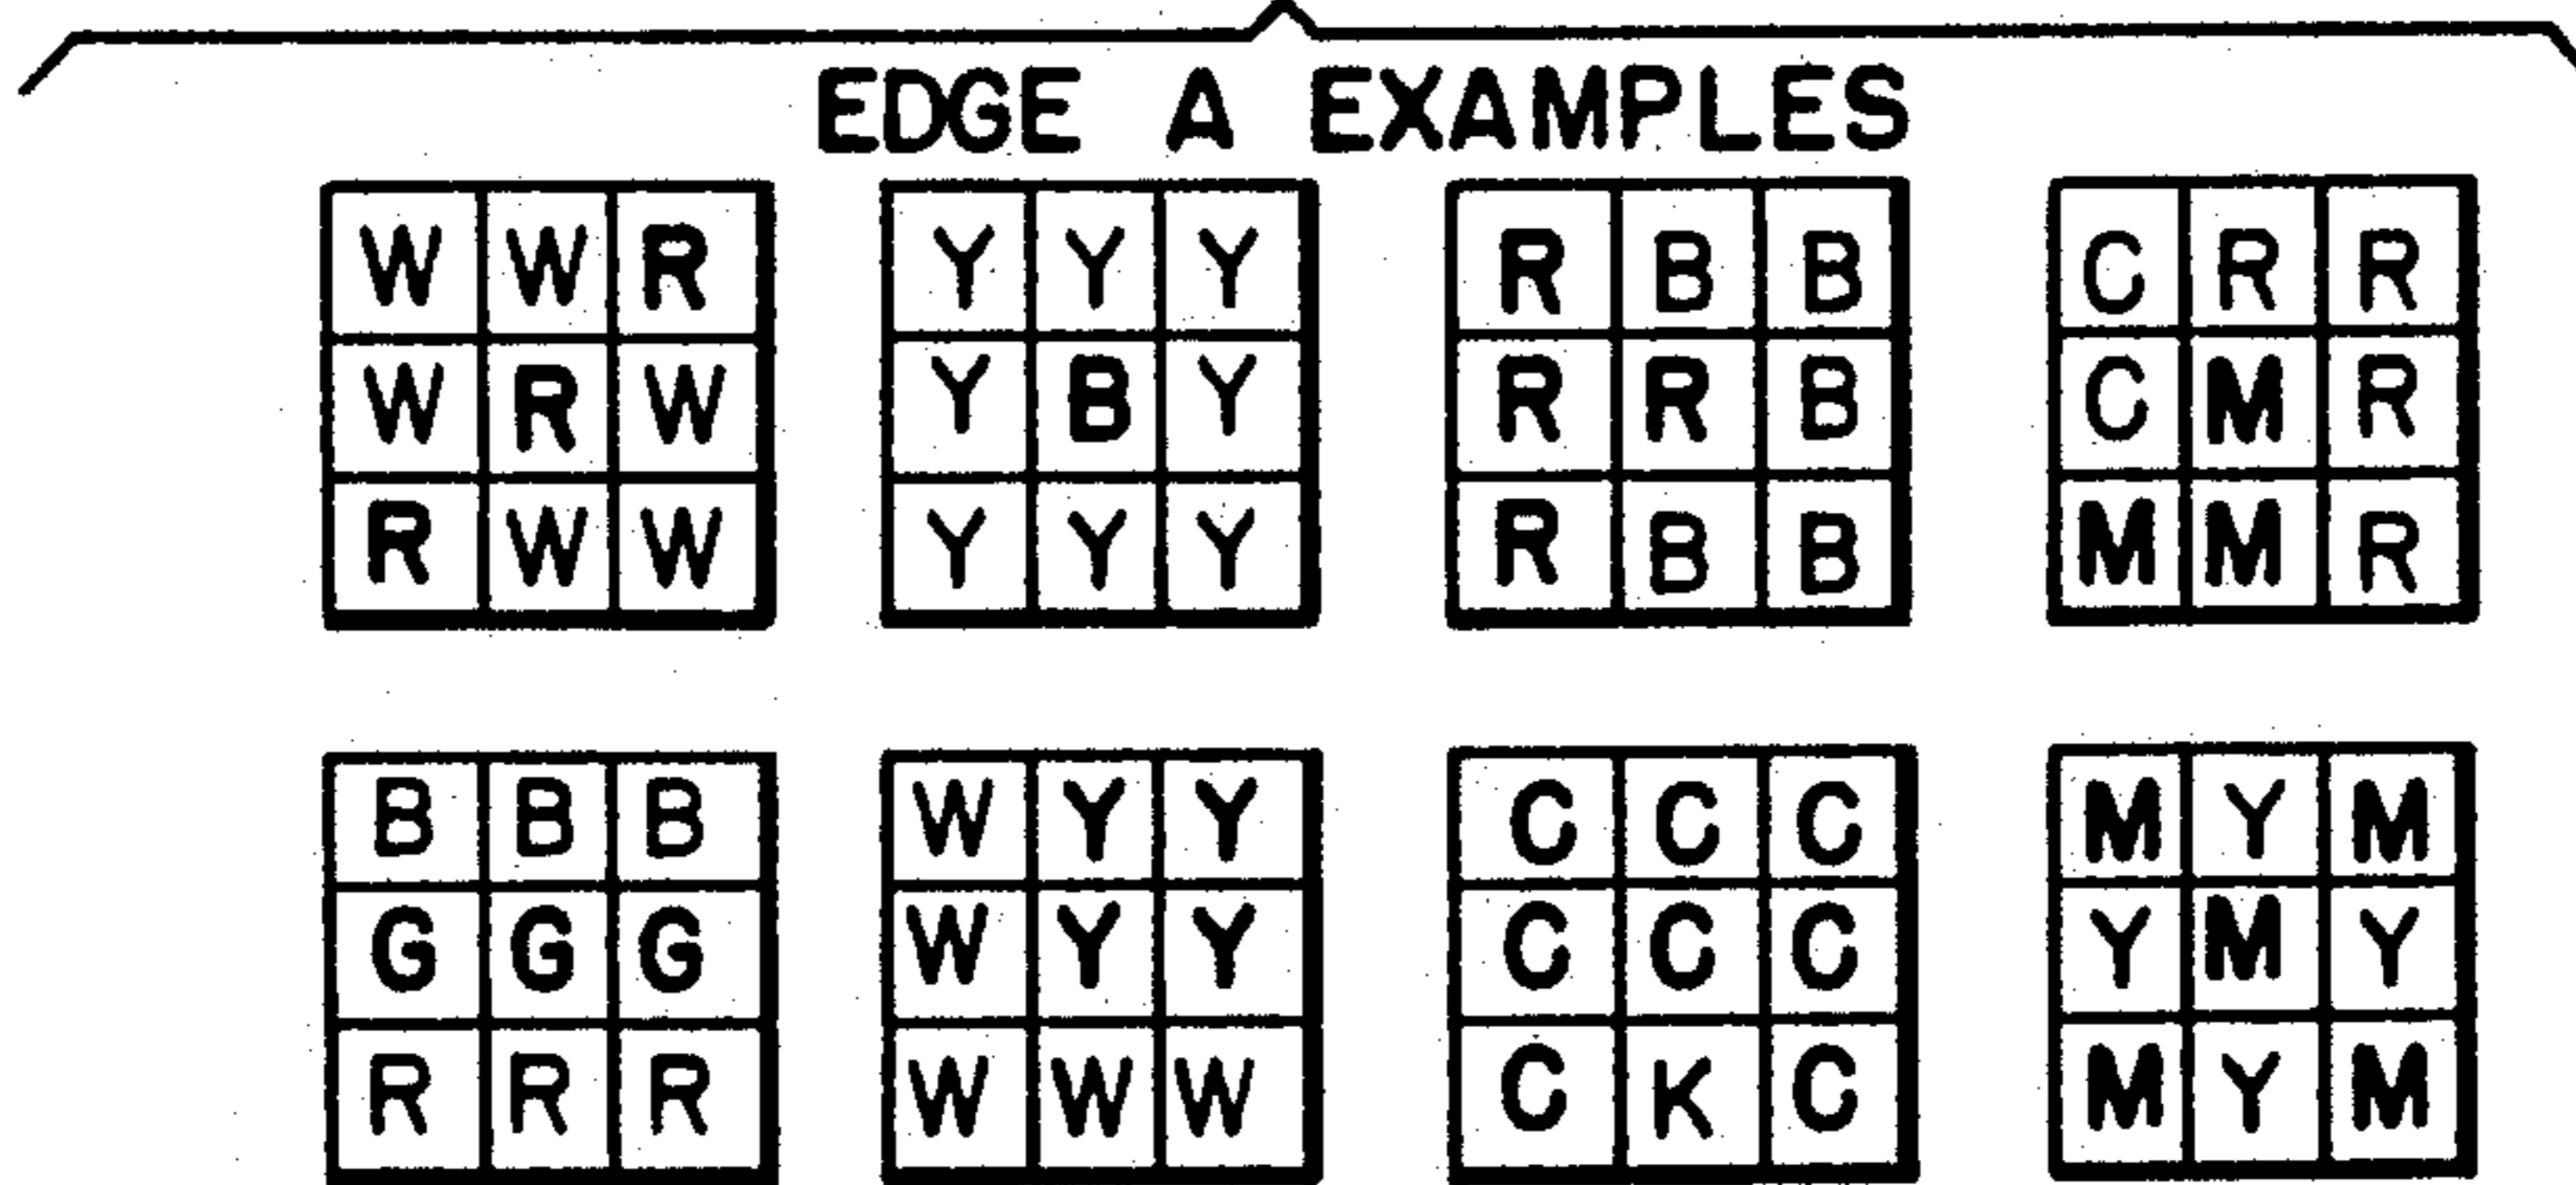 EDGE A EXAMPLES
W W R Y Y Y R B B C R R
W R W Y B Y R R B C M R
R W W Y Y Y R B B M M R
B B B W Y Y C C C M Y M
G G G W Y Y C C C Y M Y
R R R W W W C K C M Y M